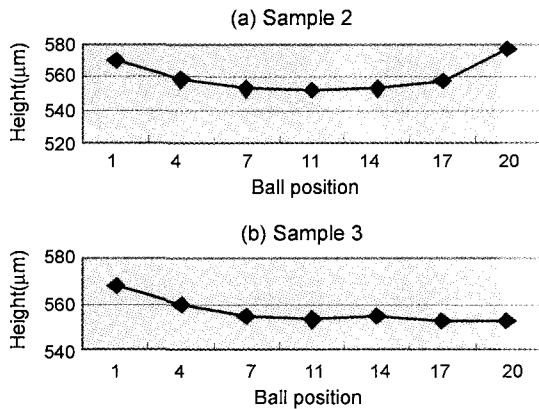 (a) Sample 2
580
560
540
520
Height(μm)
1 4 7 11 14 17 20
Ball position
(b) Sample 3
580
560
540
Height(μm)
1 4 7 11 14 17 20
Ball position